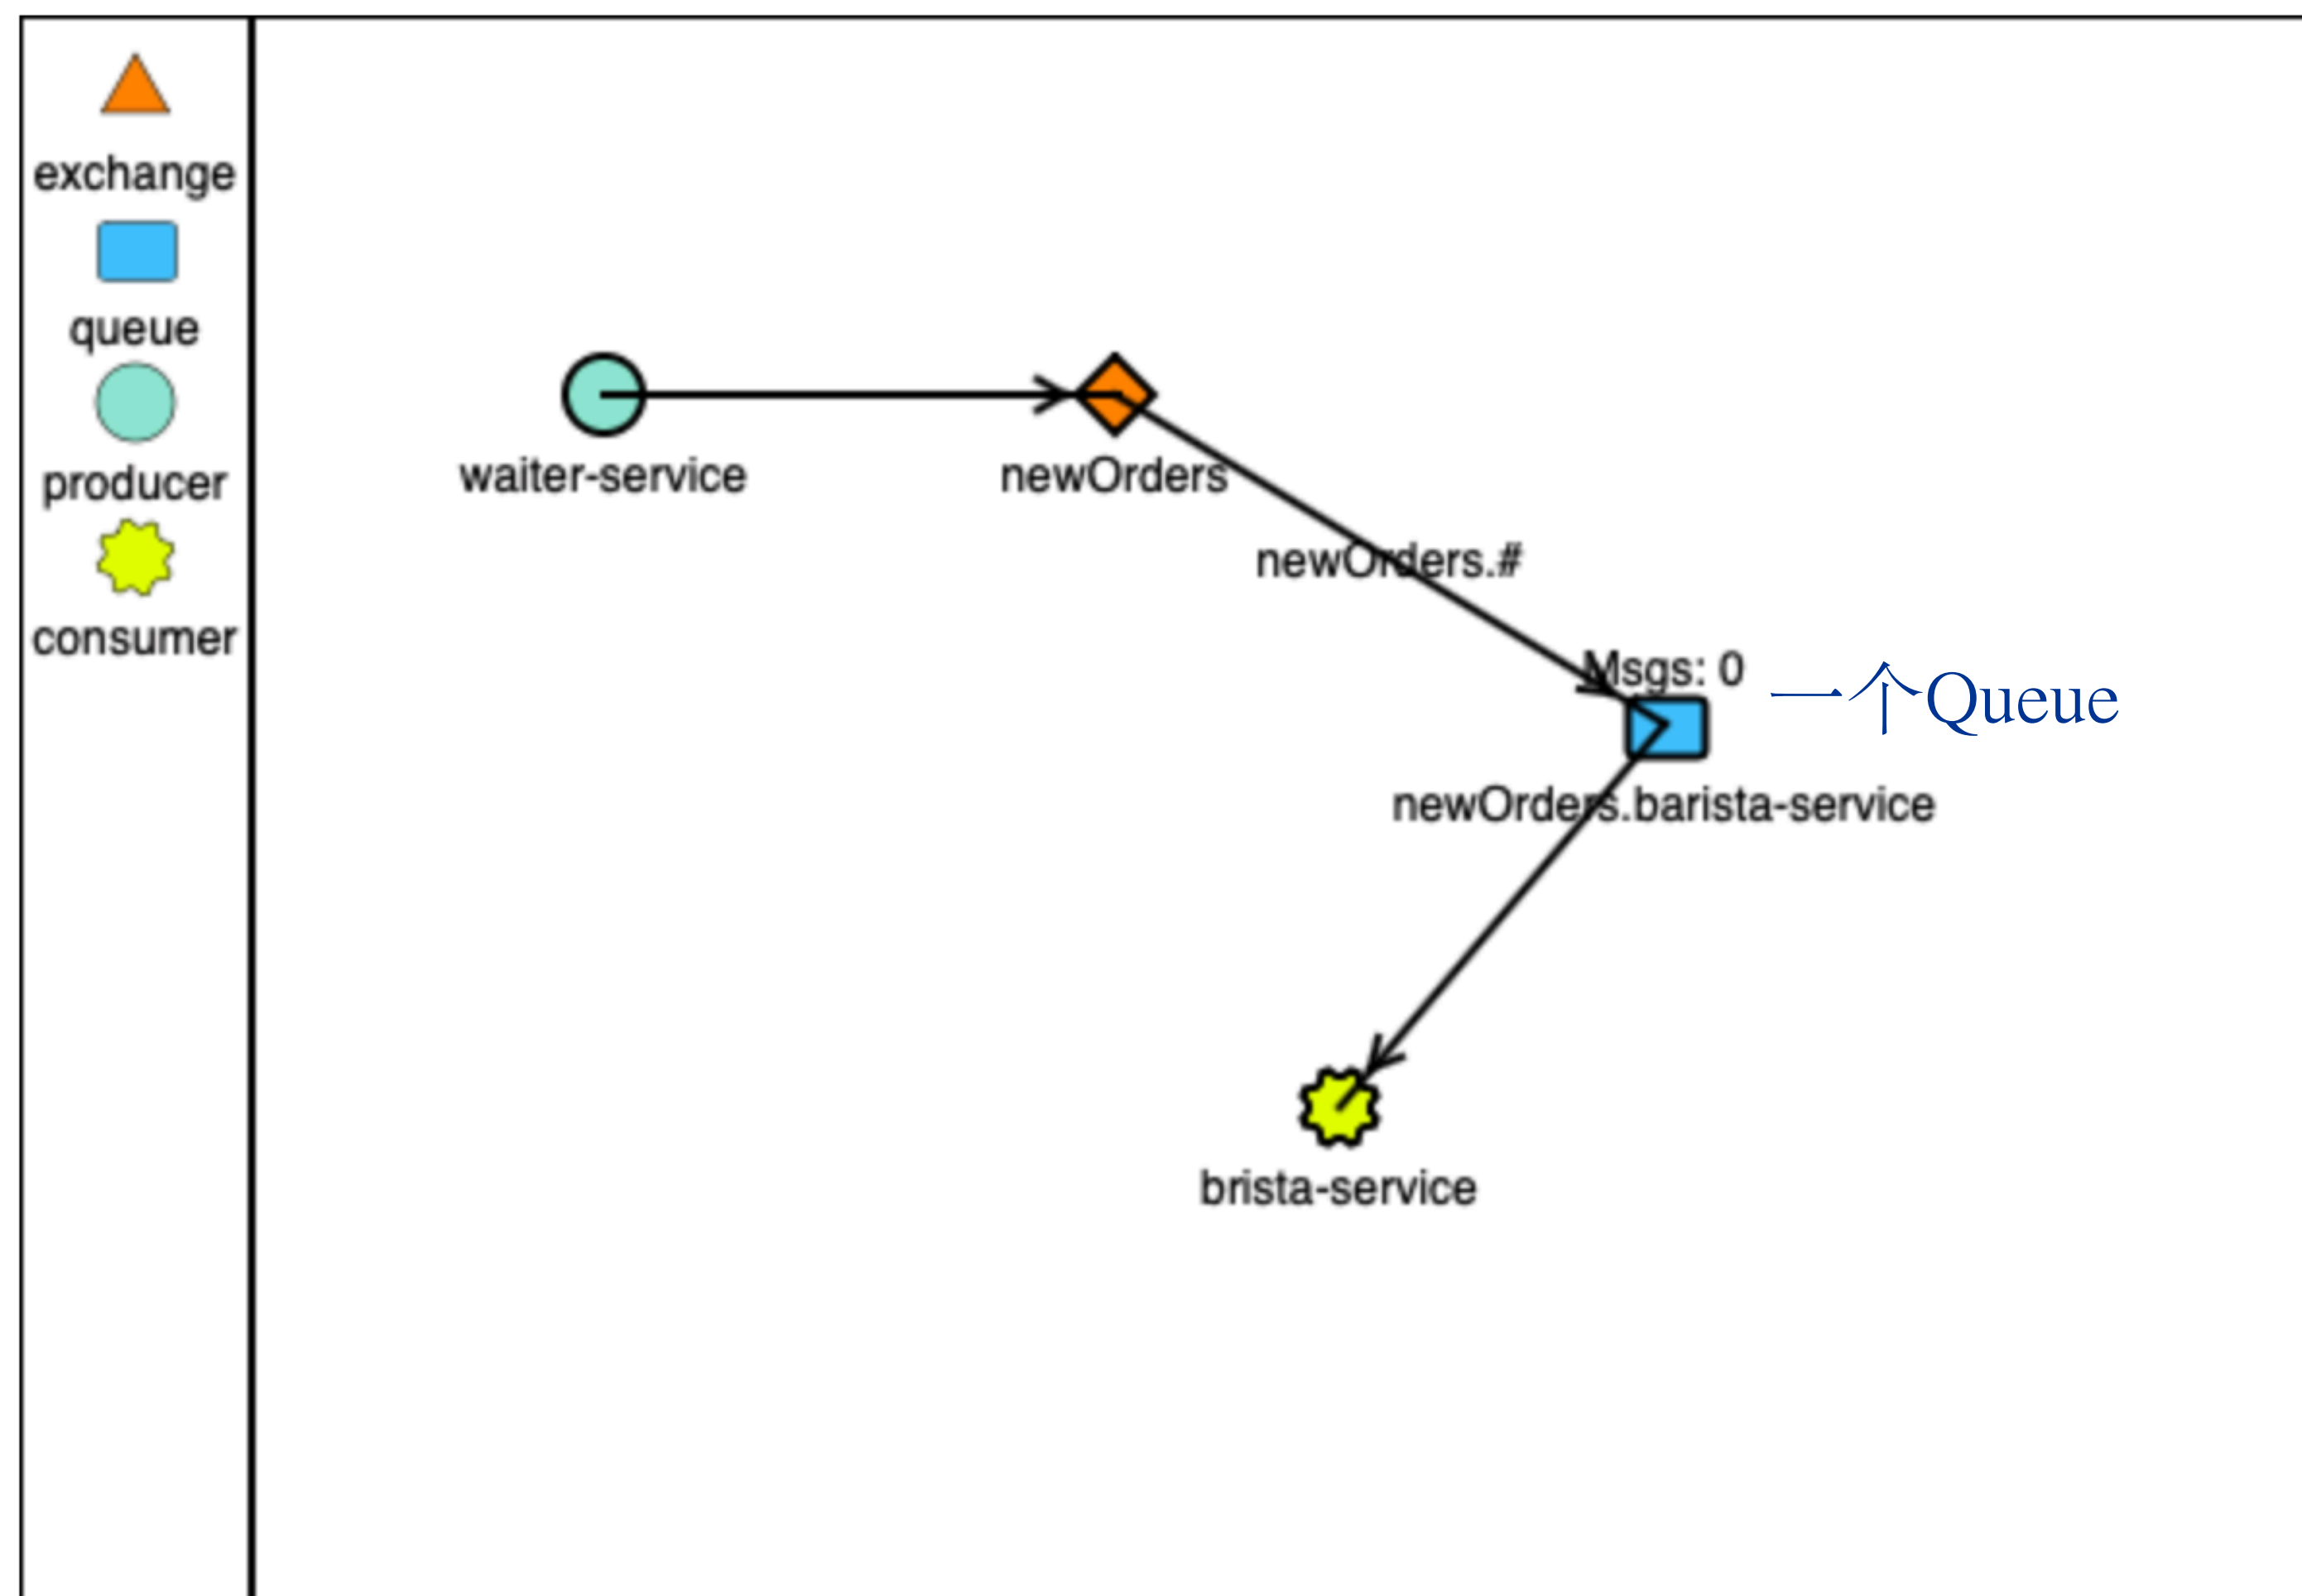 exchange
queue
producer
consumer
waiter-service
newOrders
newOrders.#
Msgs: 0
一个Queue
newOrders.barista-service
brista-service